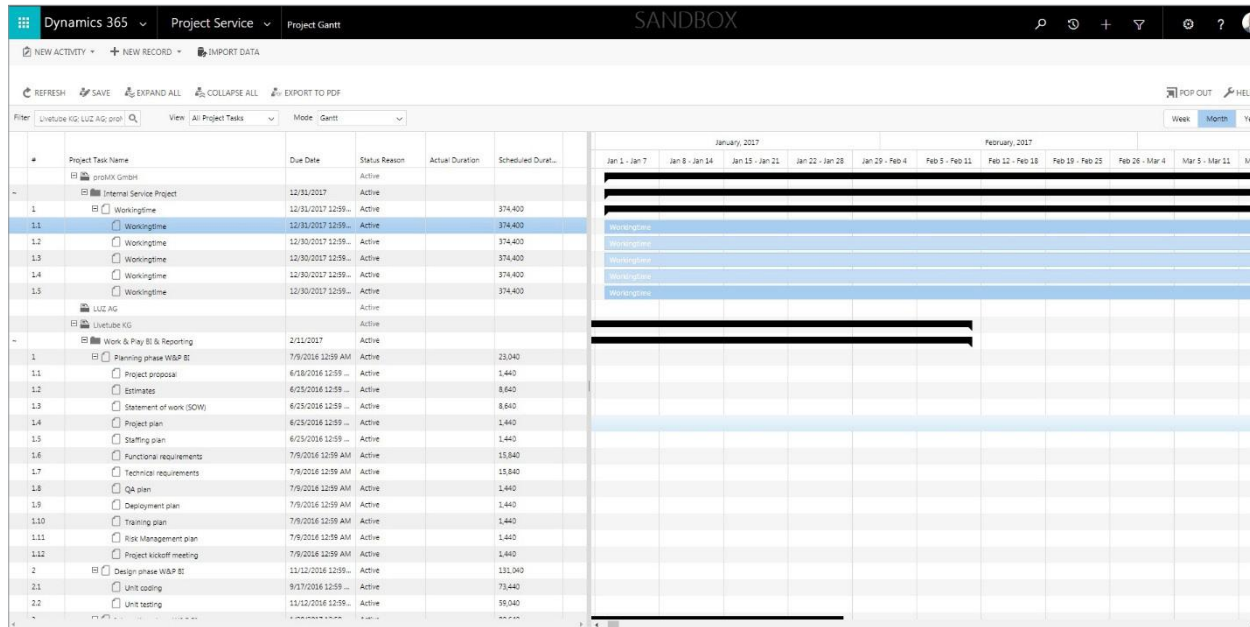 Dynamics 365 Project Service Project Gantt SANDBOX ?
NEW ACTIVITY NEW RECORD IMPORT DATA
REFRESH SAVE EXPAND ALL COLLAPSE ALL EXPORT TO PDF POP OUT HEL
Filter Livetube KG; LUZ AG; View All Project Tasks Mode Gantt Week Month
January, 2017 February, 2017
# Project Task Name Due Date Status Reason Actual Duration Scheduled Durat... Jan 1 - Jan 7 Jan 8 - Jan 14 Jan 15 - Jan 21 Jan 22 - Jan 28 Jan 29 - Feb 4 Feb 5 - Feb 11 Feb 12 - Feb 18 Feb 19 - Feb 25 Feb 26 - Mar 4 Mar 5 - Mar 11
proMX GmbH Active
~ Internal Service Project 12/31/2017 Active
1 Workingtime 12/31/2017 12:59... Active 374,400
1.1 Workingtime 12/31/2017 12:59... Active 374,400 Workingtime
1.2 Workingtime 12/30/2017 12:59... Active 374,400 Workingtime
1.3 Workingtime 12/30/2017 12:59... Active 374,400 Workingtime
1.4 Workingtime 12/30/2017 12:59... Active 374,400 Workingtime
1.5 Workingtime 12/30/2017 12:59... Active 374,400 Workingtime
LUZ AG Active
Livetube KG Active
~ Work & Play BI & Reporting 2/11/2017 Active
1 Planning phase W&P BI 7/9/2016 12:59 AM Active 23,040
1.1 Project proposal 6/18/2016 12:59 ... Active 1,440
1.2 Estimates 6/25/2016 12:59 ... Active 8,640
1.3 Statement of work (SOW) 6/25/2016 12:59 ... Active 8,640
1.4 Project plan 6/25/2016 12:59 ... Active 1,440
1.5 Staffing plan 6/25/2016 12:59 ... Active 1,440
1.6 Functional requirements 7/9/2016 12:59 AM Active 15,840
1.7 Technical requirements 7/9/2016 12:59 AM Active 15,840
1.8 QA plan 7/9/2016 12:59 AM Active 1,440
1.9 Deployment plan 7/9/2016 12:59 AM Active 1,440
1.10 Training plan 7/9/2016 12:59 AM Active 1,440
1.11 Risk Management plan 7/9/2016 12:59 AM Active 1,440
1.12 Project kickoff meeting 7/9/2016 12:59 AM Active 1,440
2 Design phase W&P BI 11/12/2016 12:59... Active 131,040
2.1 Unit coding 9/17/2016 12:59 ... Active 73,440
2.2 Unit testing 11/12/2016 12:59... Active 59,040